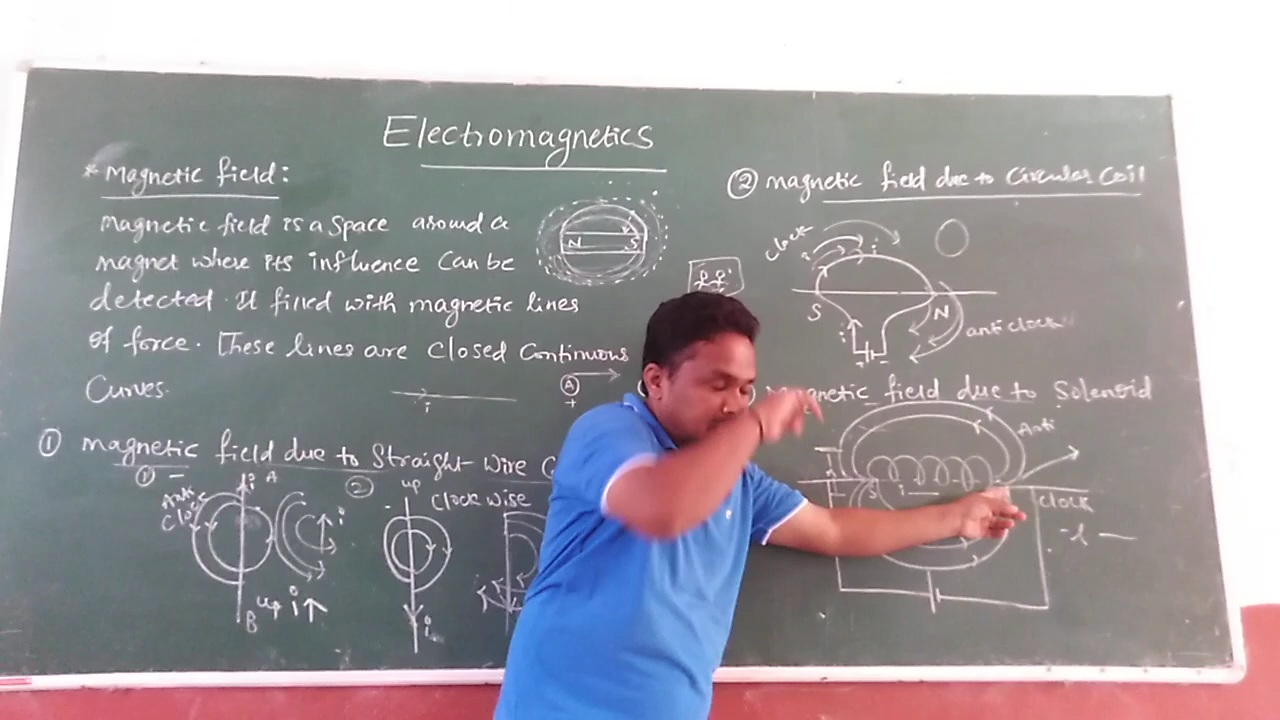 Electromagnetics
* Magnetic field:
Magnetic field is a Space around a
magnet where its influence can be
detected. It filled with magnetic lines
of force. These lines are closed continuous
Curves.
N S
i
A
+
① magnetic field due to Straight-wire
① -
Anti
Clock
i A
i
B
up i↑
②
up
Clock wise
i
② magnetic field due to Circular Coil
clock
i i
S N
i
anti clock
+ -
magnetic field due to Solenoid
Anti
S i
clock